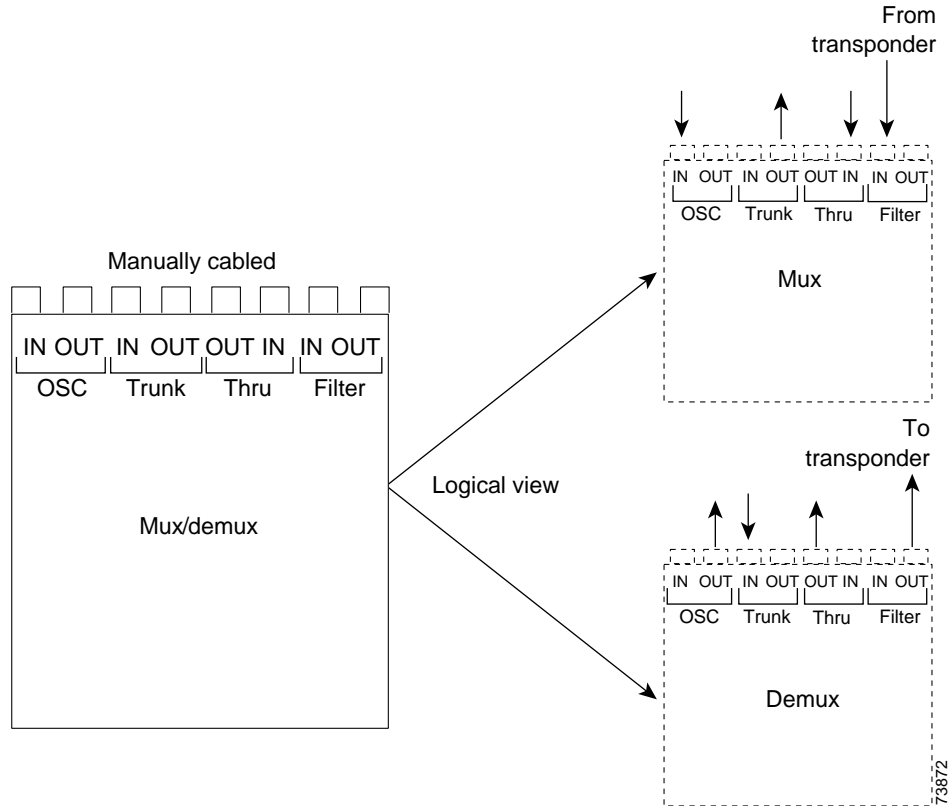 From
transponder
IN OUT IN OUT OUT IN IN OUT
OSC Trunk Thru Filter
Mux
Manually cabled
IN OUT IN OUT OUT IN IN OUT
OSC Trunk Thru Filter
Mux/demux
Logical view
To
transponder
IN OUT IN OUT OUT IN IN OUT
OSC Trunk Thru Filter
Demux
73872